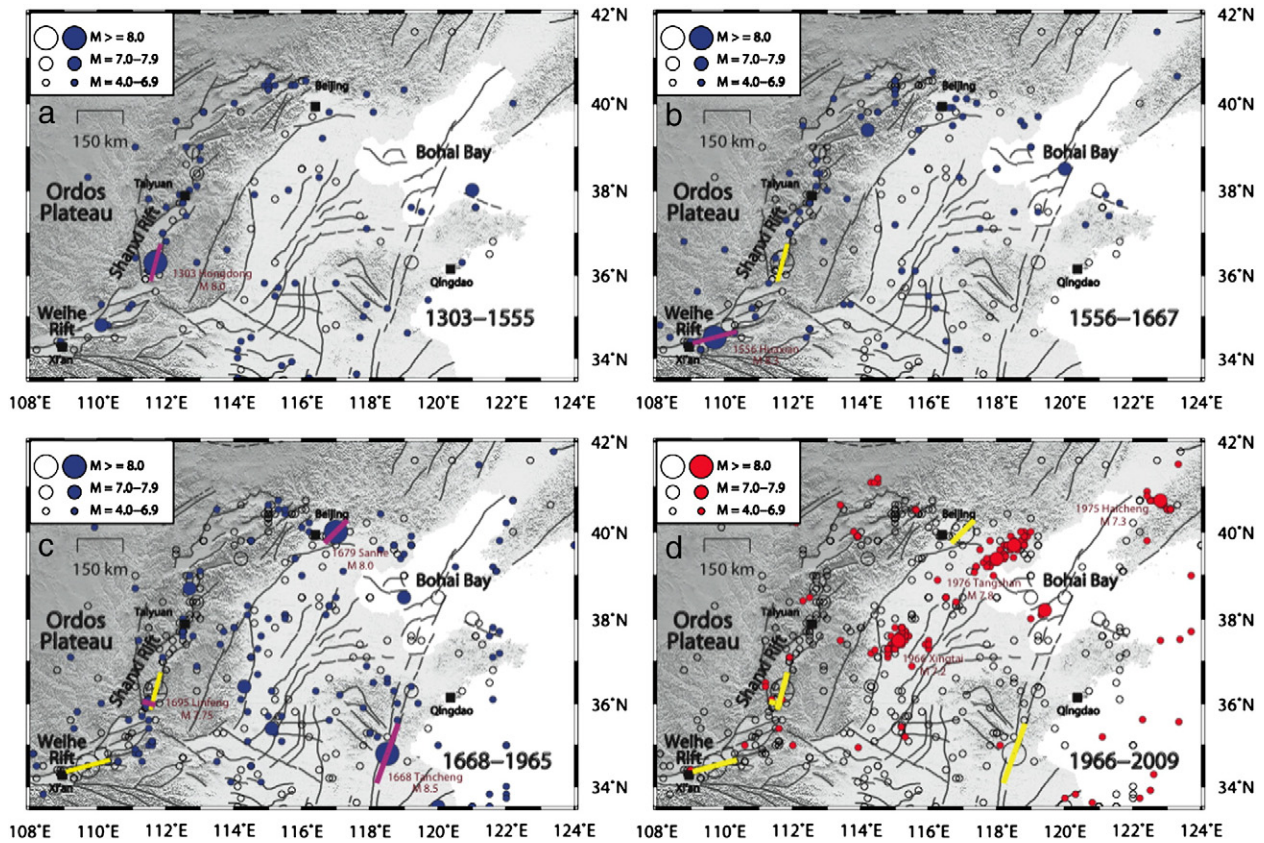 M >= 8.0
M = 7.0–7.9
M = 4.0–6.9
a
150 km
Beijing
Bohai Bay
Ordos
Plateau
Taiyuan
Shanxi Rift
1303 Hongdong
M 8.0
Qingdao
Weihe
Rift
Xi'an
1303–1555
42°N
40°N
38°N
36°N
34°N
108°E 110°E 112°E 114°E 116°E 118°E 120°E 122°E 124°E
M >= 8.0
M = 7.0–7.9
M = 4.0–6.9
b
150 km
Beijing
Bohai Bay
Ordos
Plateau
Taiyuan
Shanxi Rift
Qingdao
Weihe
Rift
Xi'an
1556 Huaxian
1556–1667
42°N
40°N
38°N
36°N
34°N
108°E 110°E 112°E 114°E 116°E 118°E 120°E 122°E 124°E
M >= 8.0
M = 7.0–7.9
M = 4.0–6.9
c
150 km
Beijing
1679 Sanhe
M 8.0
Bohai Bay
Ordos
Plateau
Taiyuan
Shanxi Rift
1695 Linfeng
M 7.75
Qingdao
Weihe
Rift
Xi'an
1668–1965
1668 Tancheng
M 8.5
42°N
40°N
38°N
36°N
34°N
108°E 110°E 112°E 114°E 116°E 118°E 120°E 122°E 124°E
M >= 8.0
M = 7.0–7.9
M = 4.0–6.9
d
150 km
Beijing
1975 Haicheng
M 7.3
1976 Tangshan
M 7.8
Bohai Bay
Ordos
Plateau
Taiyuan
Shanxi Rift
1966 Xingtai
M 7.2
Qingdao
Weihe
Rift
Xi'an
1966–2009
42°N
40°N
38°N
36°N
34°N
108°E 110°E 112°E 114°E 116°E 118°E 120°E 122°E 124°E